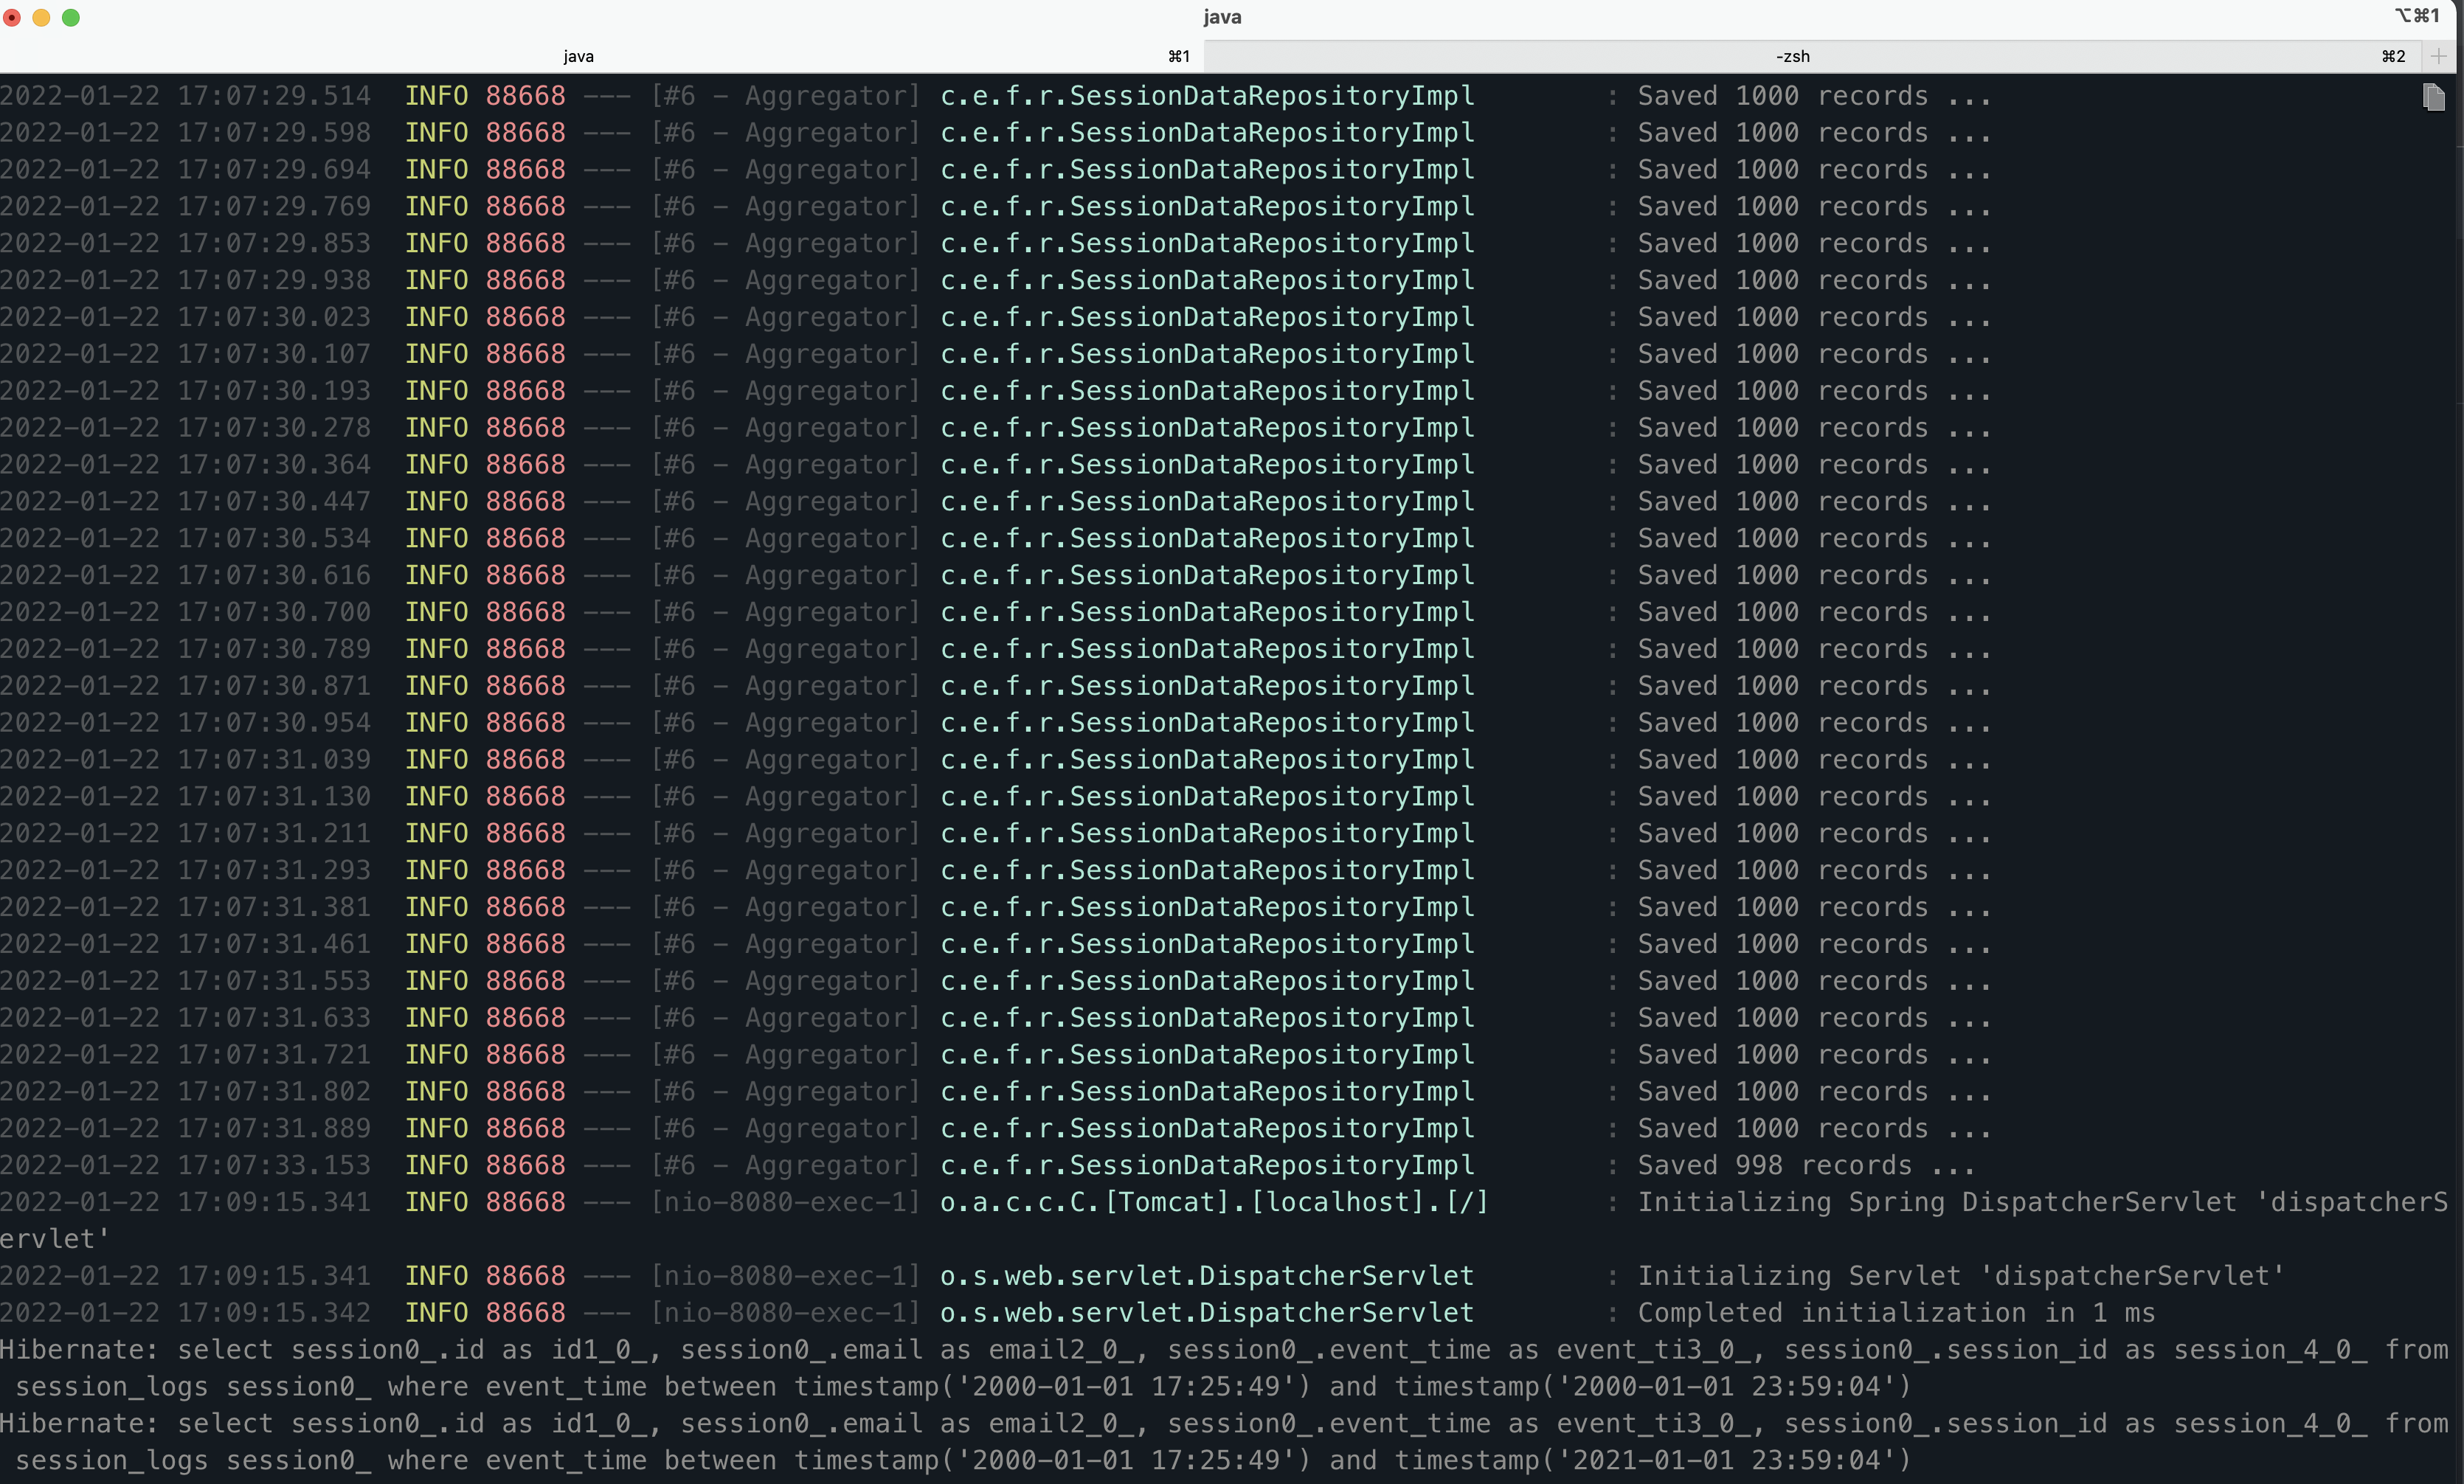 java
⌥⌘1
java ⌘1 -zsh ⌘2
2022-01-22 17:07:29.514  INFO 88668 --- [#6 - Aggregator] c.e.f.r.SessionDataRepositoryImpl        : Saved 1000 records ...
2022-01-22 17:07:29.598  INFO 88668 --- [#6 - Aggregator] c.e.f.r.SessionDataRepositoryImpl        : Saved 1000 records ...
2022-01-22 17:07:29.694  INFO 88668 --- [#6 - Aggregator] c.e.f.r.SessionDataRepositoryImpl        : Saved 1000 records ...
2022-01-22 17:07:29.769  INFO 88668 --- [#6 - Aggregator] c.e.f.r.SessionDataRepositoryImpl        : Saved 1000 records ...
2022-01-22 17:07:29.853  INFO 88668 --- [#6 - Aggregator] c.e.f.r.SessionDataRepositoryImpl        : Saved 1000 records ...
2022-01-22 17:07:29.938  INFO 88668 --- [#6 - Aggregator] c.e.f.r.SessionDataRepositoryImpl        : Saved 1000 records ...
2022-01-22 17:07:30.023  INFO 88668 --- [#6 - Aggregator] c.e.f.r.SessionDataRepositoryImpl        : Saved 1000 records ...
2022-01-22 17:07:30.107  INFO 88668 --- [#6 - Aggregator] c.e.f.r.SessionDataRepositoryImpl        : Saved 1000 records ...
2022-01-22 17:07:30.193  INFO 88668 --- [#6 - Aggregator] c.e.f.r.SessionDataRepositoryImpl        : Saved 1000 records ...
2022-01-22 17:07:30.278  INFO 88668 --- [#6 - Aggregator] c.e.f.r.SessionDataRepositoryImpl        : Saved 1000 records ...
2022-01-22 17:07:30.364  INFO 88668 --- [#6 - Aggregator] c.e.f.r.SessionDataRepositoryImpl        : Saved 1000 records ...
2022-01-22 17:07:30.447  INFO 88668 --- [#6 - Aggregator] c.e.f.r.SessionDataRepositoryImpl        : Saved 1000 records ...
2022-01-22 17:07:30.534  INFO 88668 --- [#6 - Aggregator] c.e.f.r.SessionDataRepositoryImpl        : Saved 1000 records ...
2022-01-22 17:07:30.616  INFO 88668 --- [#6 - Aggregator] c.e.f.r.SessionDataRepositoryImpl        : Saved 1000 records ...
2022-01-22 17:07:30.700  INFO 88668 --- [#6 - Aggregator] c.e.f.r.SessionDataRepositoryImpl        : Saved 1000 records ...
2022-01-22 17:07:30.789  INFO 88668 --- [#6 - Aggregator] c.e.f.r.SessionDataRepositoryImpl        : Saved 1000 records ...
2022-01-22 17:07:30.871  INFO 88668 --- [#6 - Aggregator] c.e.f.r.SessionDataRepositoryImpl        : Saved 1000 records ...
2022-01-22 17:07:30.954  INFO 88668 --- [#6 - Aggregator] c.e.f.r.SessionDataRepositoryImpl        : Saved 1000 records ...
2022-01-22 17:07:31.039  INFO 88668 --- [#6 - Aggregator] c.e.f.r.SessionDataRepositoryImpl        : Saved 1000 records ...
2022-01-22 17:07:31.130  INFO 88668 --- [#6 - Aggregator] c.e.f.r.SessionDataRepositoryImpl        : Saved 1000 records ...
2022-01-22 17:07:31.211  INFO 88668 --- [#6 - Aggregator] c.e.f.r.SessionDataRepositoryImpl        : Saved 1000 records ...
2022-01-22 17:07:31.293  INFO 88668 --- [#6 - Aggregator] c.e.f.r.SessionDataRepositoryImpl        : Saved 1000 records ...
2022-01-22 17:07:31.381  INFO 88668 --- [#6 - Aggregator] c.e.f.r.SessionDataRepositoryImpl        : Saved 1000 records ...
2022-01-22 17:07:31.461  INFO 88668 --- [#6 - Aggregator] c.e.f.r.SessionDataRepositoryImpl        : Saved 1000 records ...
2022-01-22 17:07:31.553  INFO 88668 --- [#6 - Aggregator] c.e.f.r.SessionDataRepositoryImpl        : Saved 1000 records ...
2022-01-22 17:07:31.633  INFO 88668 --- [#6 - Aggregator] c.e.f.r.SessionDataRepositoryImpl        : Saved 1000 records ...
2022-01-22 17:07:31.721  INFO 88668 --- [#6 - Aggregator] c.e.f.r.SessionDataRepositoryImpl        : Saved 1000 records ...
2022-01-22 17:07:31.802  INFO 88668 --- [#6 - Aggregator] c.e.f.r.SessionDataRepositoryImpl        : Saved 1000 records ...
2022-01-22 17:07:31.889  INFO 88668 --- [#6 - Aggregator] c.e.f.r.SessionDataRepositoryImpl        : Saved 1000 records ...
2022-01-22 17:07:33.153  INFO 88668 --- [#6 - Aggregator] c.e.f.r.SessionDataRepositoryImpl        : Saved 998 records ...
2022-01-22 17:09:15.341  INFO 88668 --- [nio-8080-exec-1] o.a.c.c.C.[Tomcat].[localhost].[/]       : Initializing Spring DispatcherServlet 'dispatcherS
ervlet'
2022-01-22 17:09:15.341  INFO 88668 --- [nio-8080-exec-1] o.s.web.servlet.DispatcherServlet        : Initializing Servlet 'dispatcherServlet'
2022-01-22 17:09:15.342  INFO 88668 --- [nio-8080-exec-1] o.s.web.servlet.DispatcherServlet        : Completed initialization in 1 ms
Hibernate: select session0_.id as id1_0_, session0_.email as email2_0_, session0_.event_time as event_ti3_0_, session0_.session_id as session_4_0_ from
 session_logs session0_ where event_time between timestamp('2000-01-01 17:25:49') and timestamp('2000-01-01 23:59:04')
Hibernate: select session0_.id as id1_0_, session0_.email as email2_0_, session0_.event_time as event_ti3_0_, session0_.session_id as session_4_0_ from
 session_logs session0_ where event_time between timestamp('2000-01-01 17:25:49') and timestamp('2021-01-01 23:59:04')